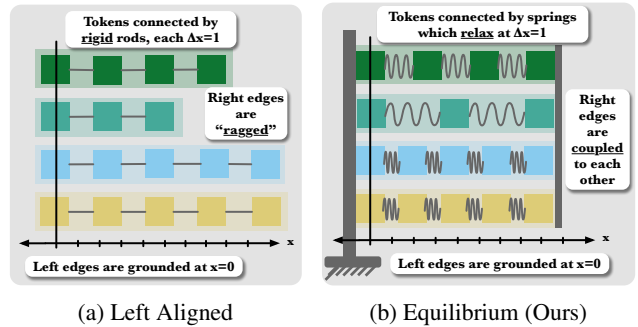 Tokens connected by
rigid rods, each Δx=1
Right edges
are
“ragged”
x
Left edges are grounded at x=0
(a) Left Aligned
Tokens connected by springs
which relax at Δx=1
Right
edges
are
coupled
to each
other
x
Left edges are grounded at x=0
(b) Equilibrium (Ours)